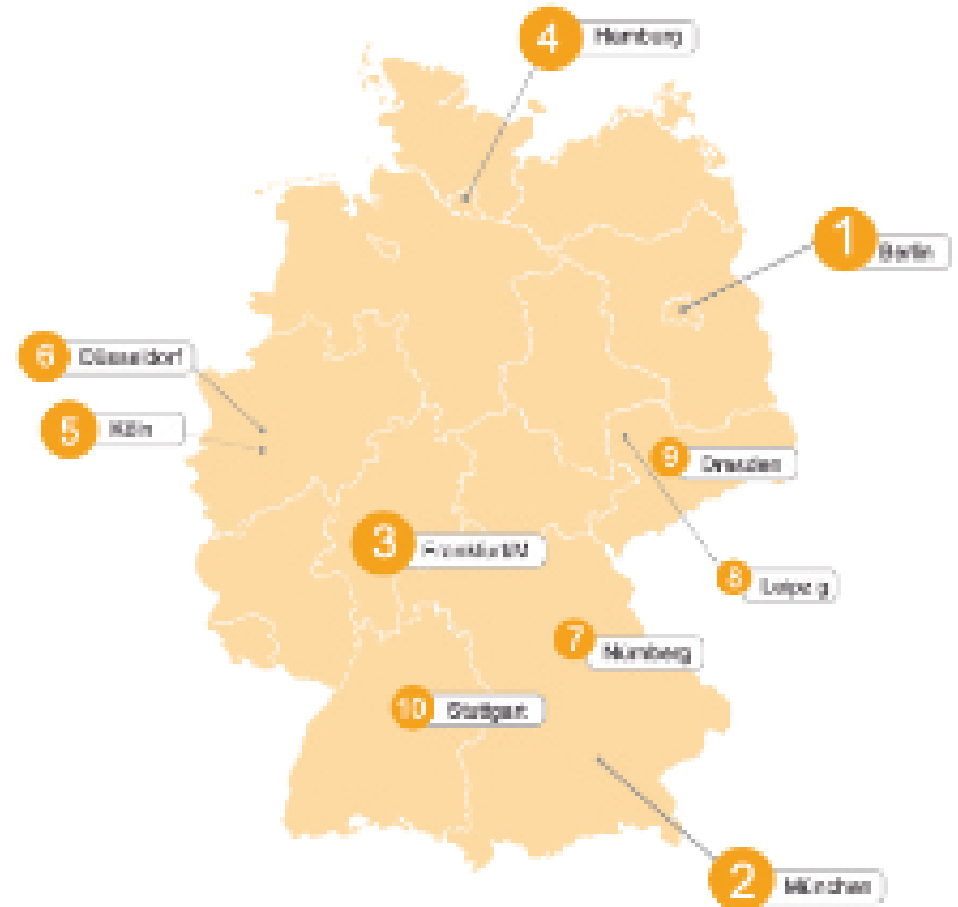 4 Hamburg
1 Berlin
6 Düsseldorf
5 Köln
9 Dresden
3 Frankfurt/M
8 Leipzig
7 Nürnberg
10 Stuttgart
2 München